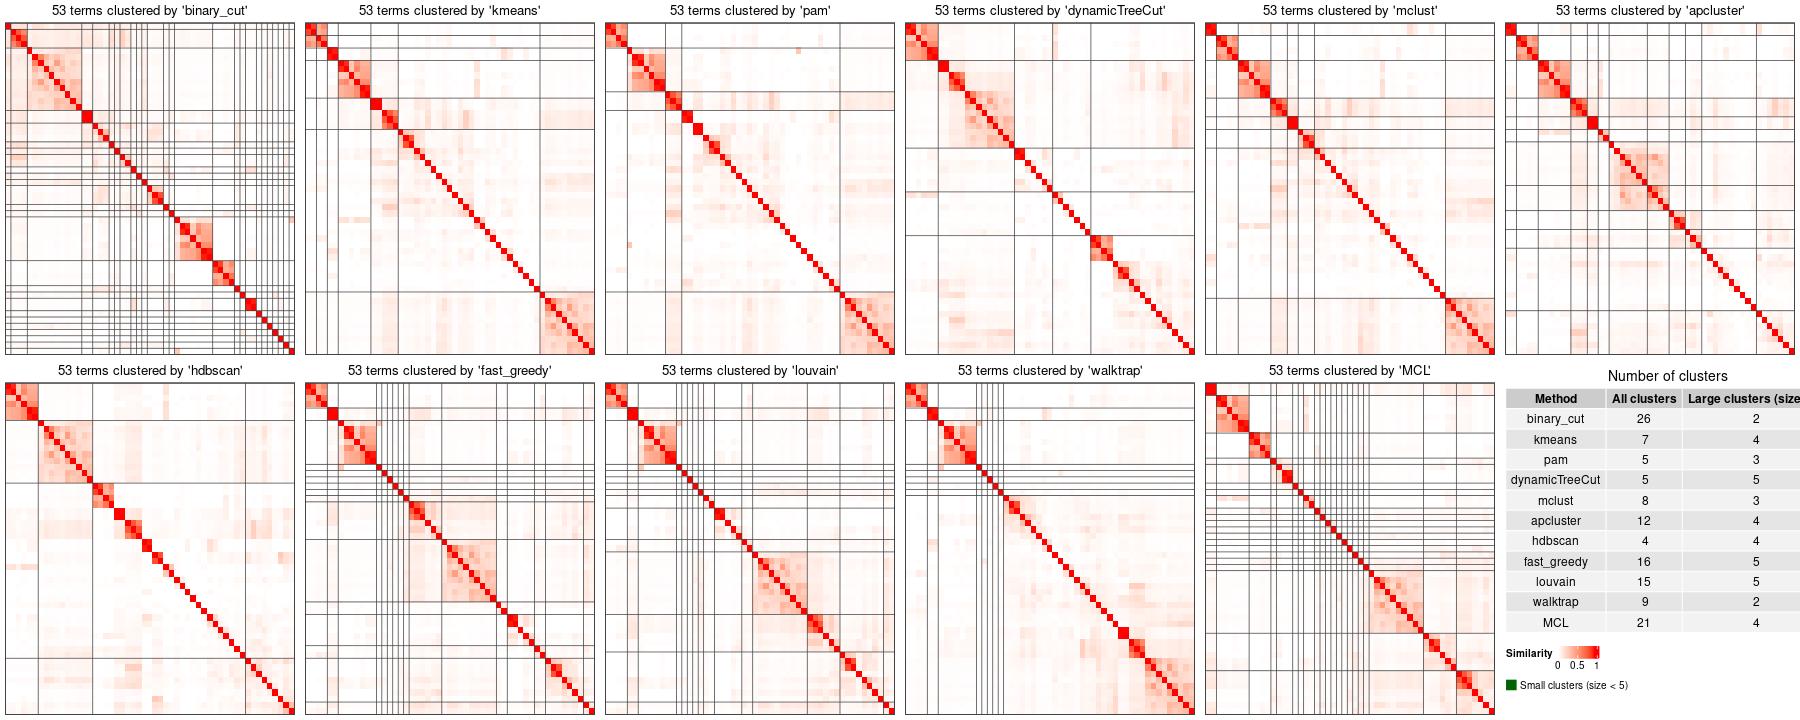 53 terms clustered by 'binary_cut'
53 terms clustered by 'kmeans'
53 terms clustered by 'pam'
53 terms clustered by 'dynamicTreeCut'
53 terms clustered by 'mclust'
53 terms clustered by 'apcluster'
53 terms clustered by 'hdbscan'
53 terms clustered by 'fast_greedy'
53 terms clustered by 'louvain'
53 terms clustered by 'walktrap'
53 terms clustered by 'MCL'
Number of clusters
Method All clusters Large clusters (size
binary_cut 26 2
kmeans 7 4
pam 5 3
dynamicTreeCut 5 5
mclust 8 3
apcluster 12 4
hdbscan 4 4
fast_greedy 16 5
louvain 15 5
walktrap 9 2
MCL 21 4
Similarity
0 0.5 1
Small clusters (size < 5)